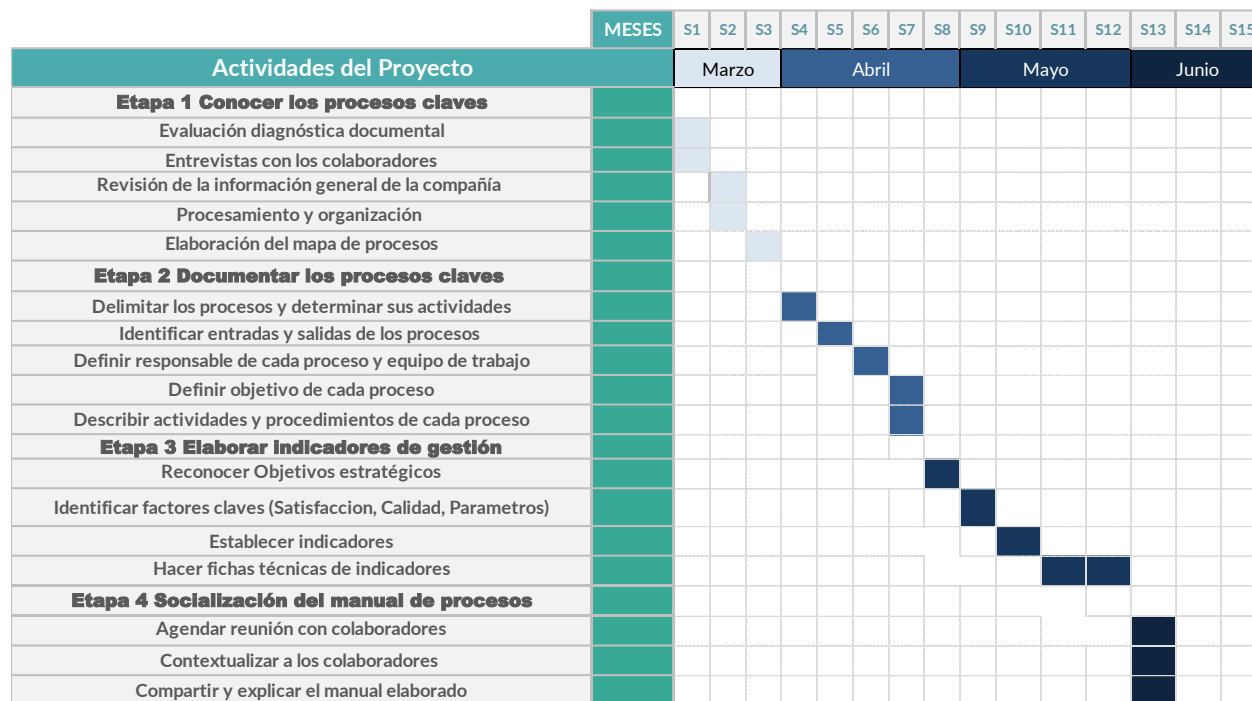 MESES S1 S2 S3 S4 S5 S6 S7 S8 S9 S10 S11 S12 S13 S14 S15
Actividades del Proyecto Marzo Abril Mayo Junio
Etapa 1 Conocer los procesos claves
Evaluación diagnóstica documental
Entrevistas con los colaboradores
Revisión de la información general de la compañía
Procesamiento y organización
Elaboración del mapa de procesos
Etapa 2 Documentar los procesos claves
Delimitar los procesos y determinar sus actividades
Identificar entradas y salidas de los procesos
Definir responsable de cada proceso y equipo de trabajo
Definir objetivo de cada proceso
Describir actividades y procedimientos de cada proceso
Etapa 3 Elaborar indicadores de gestión
Reconocer Objetivos estratégicos
Identificar factores claves (Satisfaccion, Calidad, Parametros)
Establecer indicadores
Hacer fichas técnicas de indicadores
Etapa 4 Socialización del manual de procesos
Agendar reunión con colaboradores
Contextualizar a los colaboradores
Compartir y explicar el manual elaborado